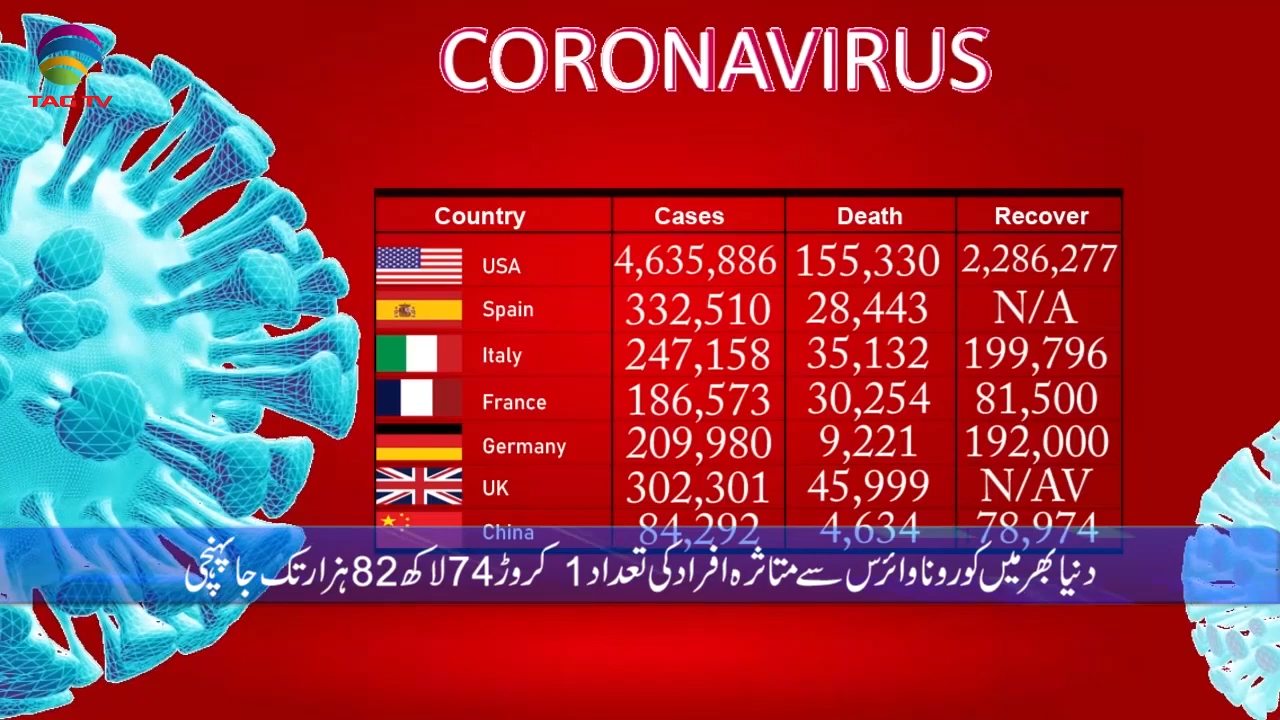 TAG TV
CORONAVIRUS
Country Cases Death Recover
USA 4,635,886 155,330 2,286,277
Spain 332,510 28,443 N/A
Italy 247,158 35,132 199,796
France 186,573 30,254 81,500
Germany 209,980 9,221 192,000
UK 302,301 45,999 N/AV
China 84,292 4,634 78,974
دنیا بھر میں کورونا وائرس سے متاثرہ افراد کی تعداد 1 کروڑ 74 لاکھ 82 ہزار تک جا پہنچی